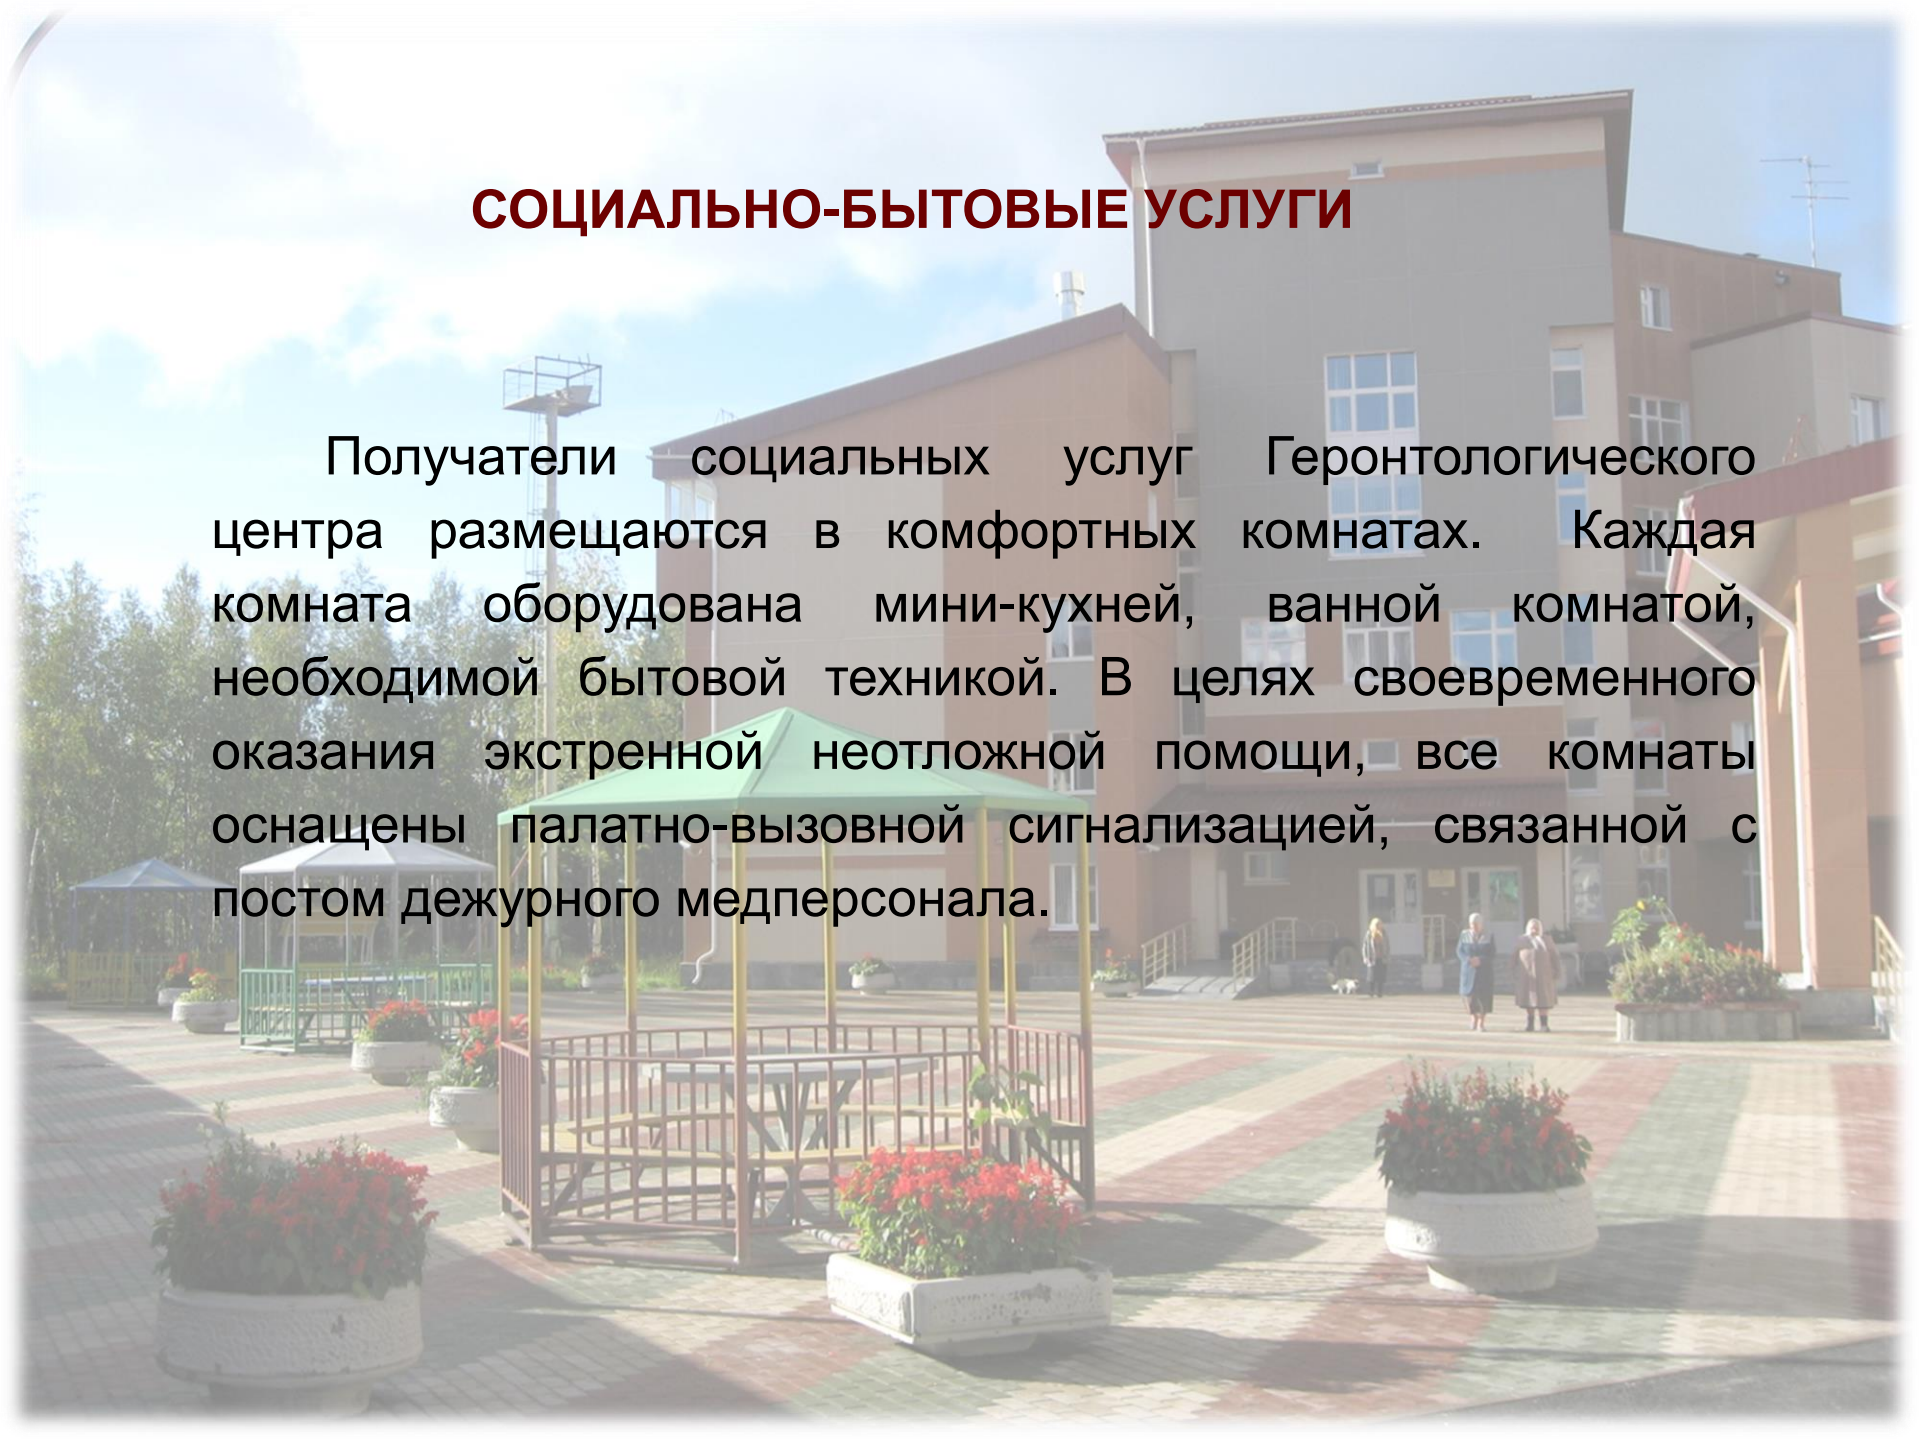 СОЦИАЛЬНО-БЫТОВЫЕ УСЛУГИ
Получатели социальных услуг Геронтологического
центра размещаются в комфортных комнатах. Каждая
комната оборудована мини-кухней, ванной комнатой,
необходимой бытовой техникой. В целях своевременного
оказания экстренной неотложной помощи, все комнаты
оснащены палатно-вызовной сигнализацией, связанной с
постом дежурного медперсонала.